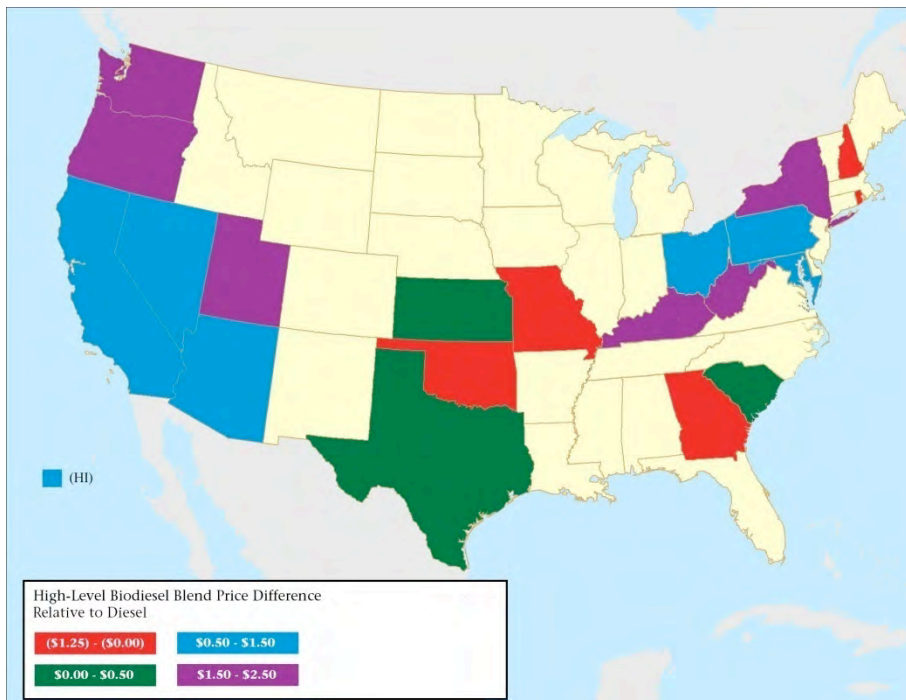 (HI)
High-Level Biodiesel Blend Price Difference
Relative to Diesel
($1.25) - ($0.00) $0.50 - $1.50
$0.00 - $0.50 $1.50 - $2.50